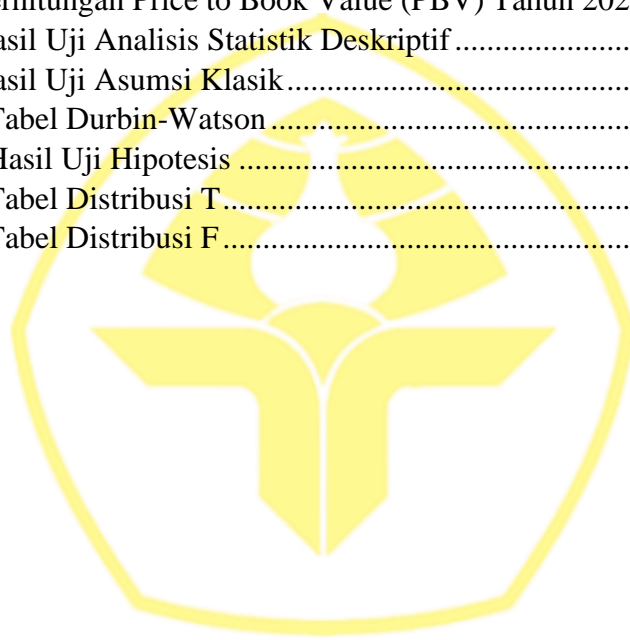 erhitungan Price to Book Value (PBV) Tahun 202
asil Uji Analisis Statistik Deskriptif ..................................
asil Uji Asumsi Klasik ..................................................................
Tabel Durbin-Watson ..................................................................
Hasil Uji Hipotesis ..................................................................
Tabel Distribusi T ..................................................................
Tabel Distribusi F ..................................................................